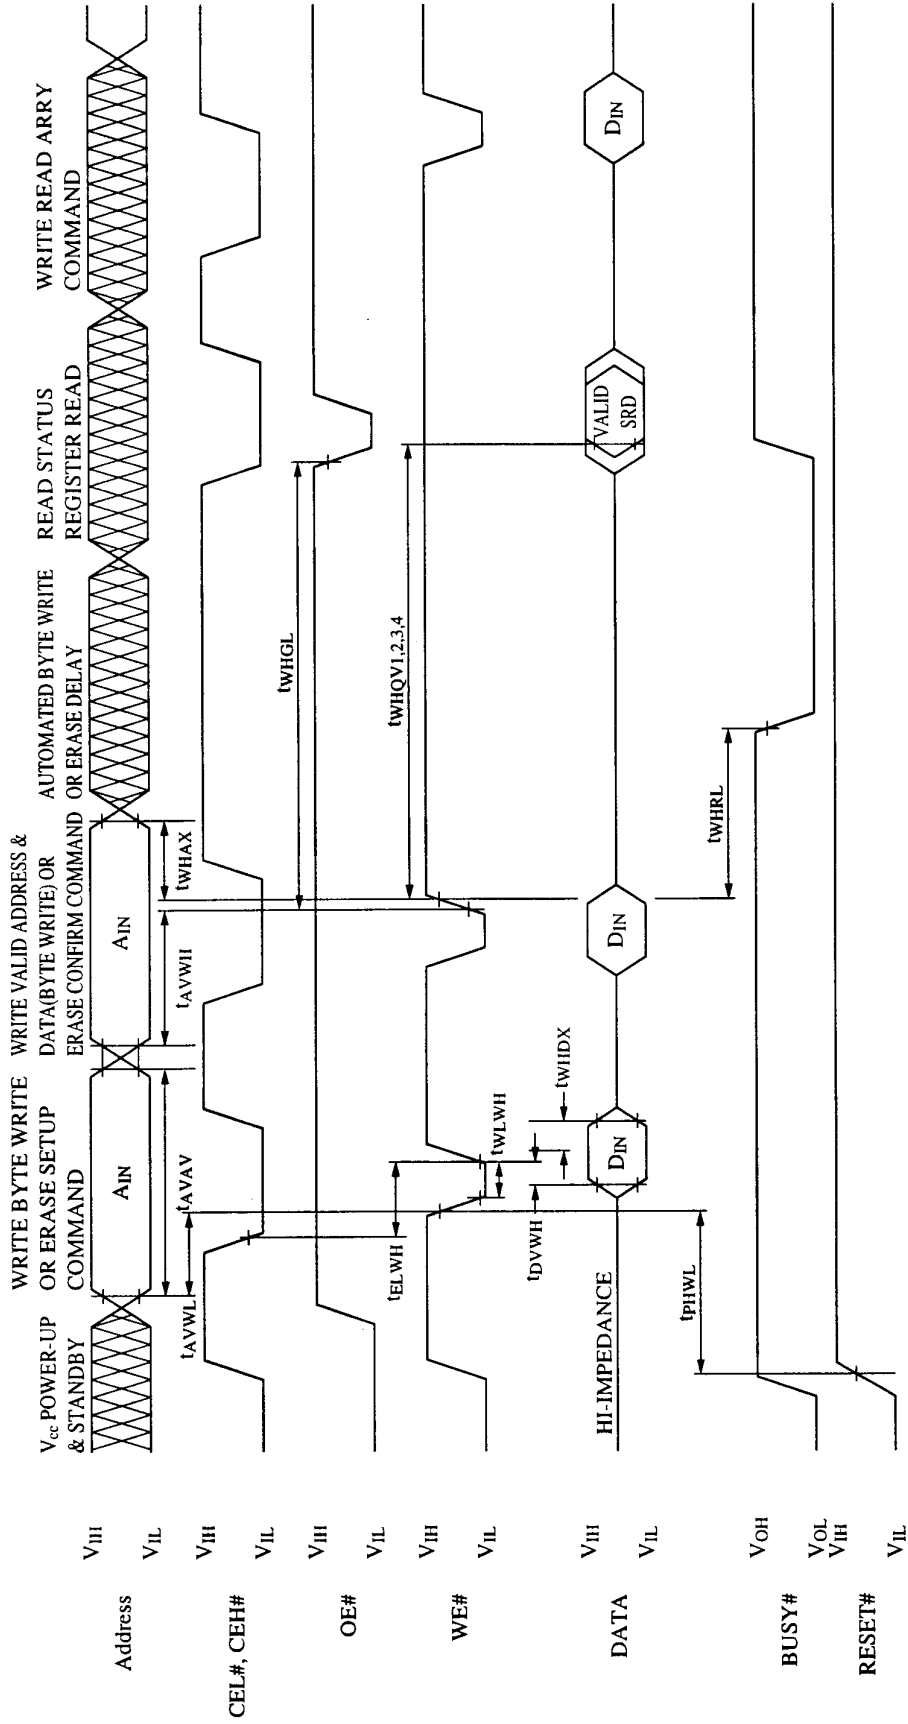 Vcc POWER-UP
& STANDBY
WRITE BYTE WRITE
OR ERASE SETUP
COMMAND
WRITE VALID ADDRESS &
DATA(BYTE WRITE) OR
ERASE CONFIRM COMMAND
AUTOMATED BYTE WRITE
OR ERASE DELAY
READ STATUS
REGISTER READ
WRITE READ ARRY
COMMAND
Address
VIH
VIL
AIN
AIN
tAVWL
tAVAV
tAVWH
tWHAX
CEL#, CEH#
VIH
VIL
OE#
VIH
VIL
tWHGL
WE#
VIH
VIL
tELWH
tWLWH
tWHQV1,2,3,4
tDVWH
tWHDX
DATA
VIH
VIL
HI-IMPEDANCE
DIN
DIN
VALID
SRD
DIN
tPHWL
tWHRL
BUSY#
VOH
VOL
RESET#
VIH
VIL